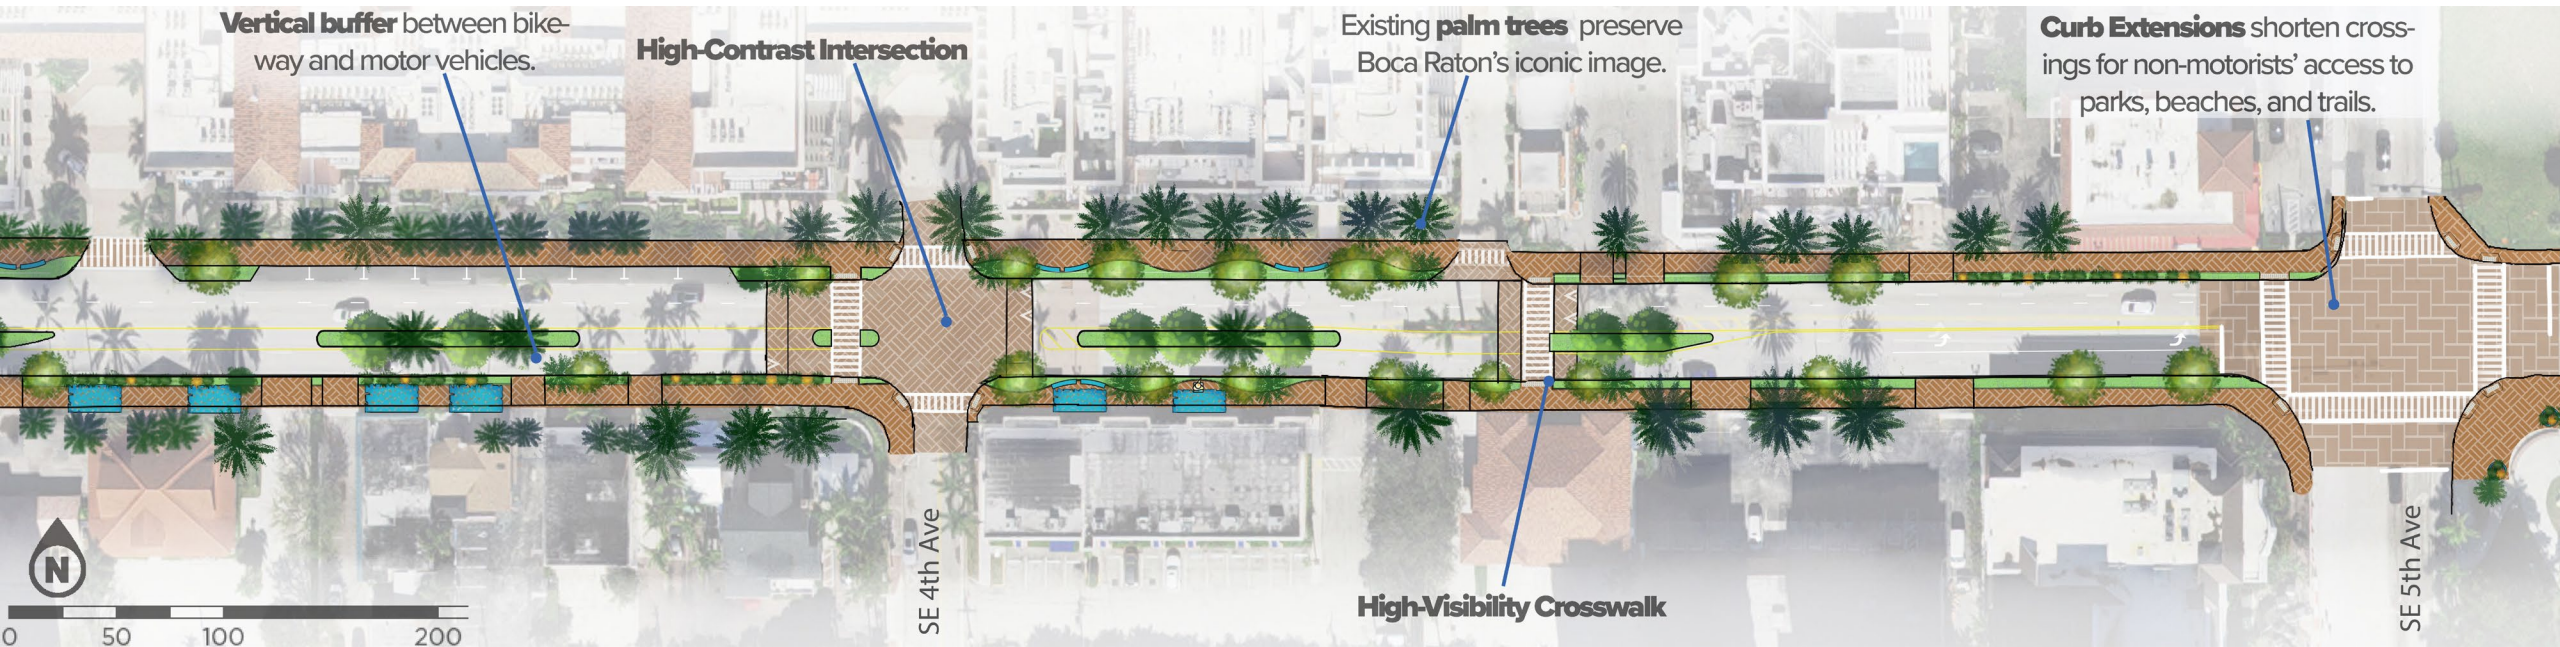 Vertical buffer between bike-
way and motor vehicles.
High-Contrast Intersection
Existing palm trees preserve
Boca Raton's iconic image.
Curb Extensions shorten cross-
ings for non-motorists' access to
parks, beaches, and trails.
High-Visibility Crosswalk
SE 4th Ave
SE 5th Ave
N
0 50 100 200